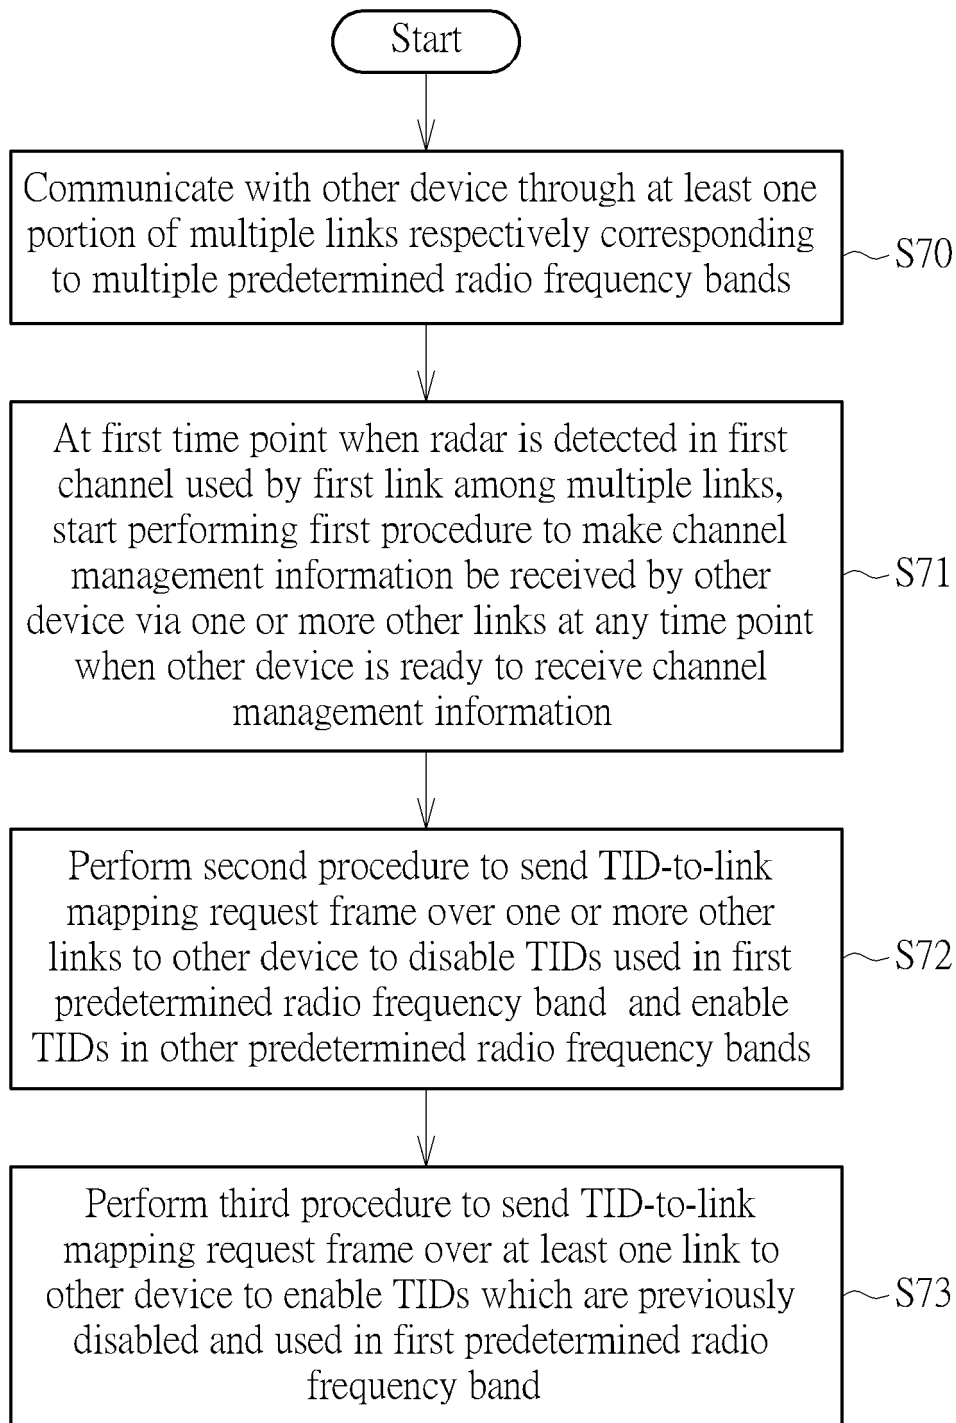 Start
Communicate with other device through at least one
portion of multiple links respectively corresponding
to multiple predetermined radio frequency bands
S70
At first time point when radar is detected in first
channel used by first link among multiple links,
start performing first procedure to make channel
management information be received by other
device via one or more other links at any time point
when other device is ready to receive channel
management information
S71
Perform second procedure to send TID-to-link
mapping request frame over one or more other
links to other device to disable TIDs used in first
predetermined radio frequency band and enable
TIDs in other predetermined radio frequency bands
S72
Perform third procedure to send TID-to-link
mapping request frame over at least one link to
other device to enable TIDs which are previously
disabled and used in first predetermined radio
frequency band
S73